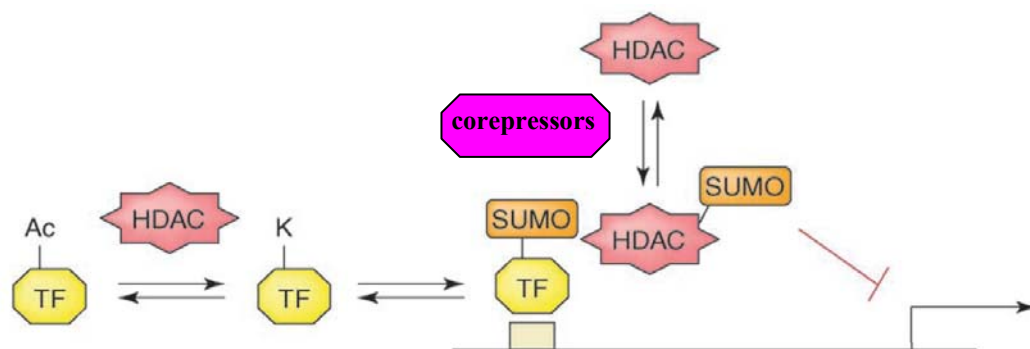 HDAC
corepressors
SUMO
SUMO
Ac
HDAC
K
HDAC
TF
TF
TF